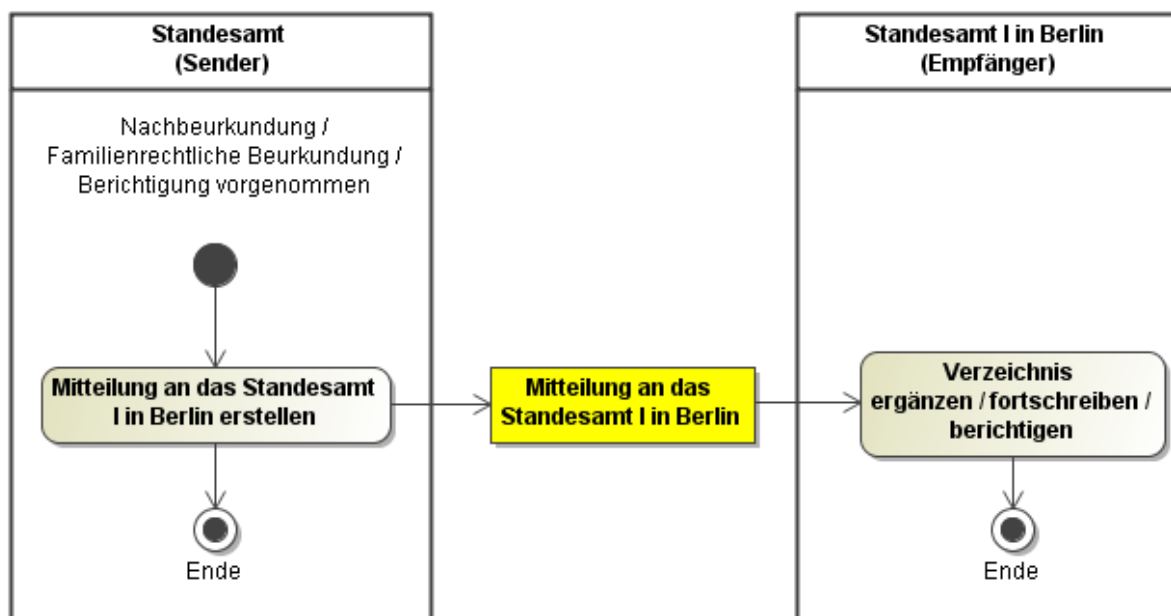 Standesamt
(Sender)
Standesamt I in Berlin
(Empfänger)
Nachbeurkundung /
Familienrechtliche Beurkundung /
Berichtigung vorgenommen
Mitteilung an das Standesamt
I in Berlin erstellen
Mitteilung an das
Standesamt I in Berlin
Verzeichnis
ergänzen / fortschreiben /
berichtigen
Ende
Ende